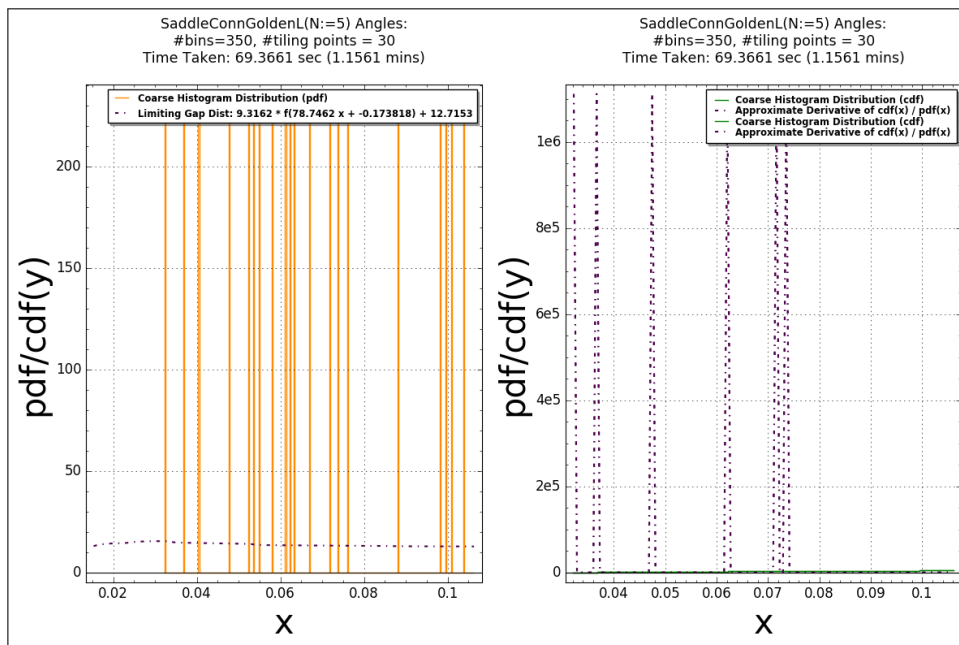 SaddleConnGoldenL(N:=5) Angles:
#bins=350, #tiling points = 30
Time Taken: 69.3661 sec (1.1561 mins)
Coarse Histogram Distribution (pdf)
Limiting Gap Dist: 9.3162 * f(78.7462 x + -0.173818) + 12.7153
pdf/cdf(y)
200
150
100
50
0
0.02
0.04
0.06
0.08
0.1
x
SaddleConnGoldenL(N:=5) Angles:
#bins=350, #tiling points = 30
Time Taken: 69.3661 sec (1.1561 mins)
Coarse Histogram Distribution (cdf)
Approximate Derivative of cdf(x) / pdf(x)
Coarse Histogram Distribution (cdf)
Approximate Derivative of cdf(x) / pdf(x)
pdf/cdf(y)
1e6
8e5
6e5
4e5
2e5
0
0.04
0.05
0.06
0.07
0.08
0.09
0.1
x